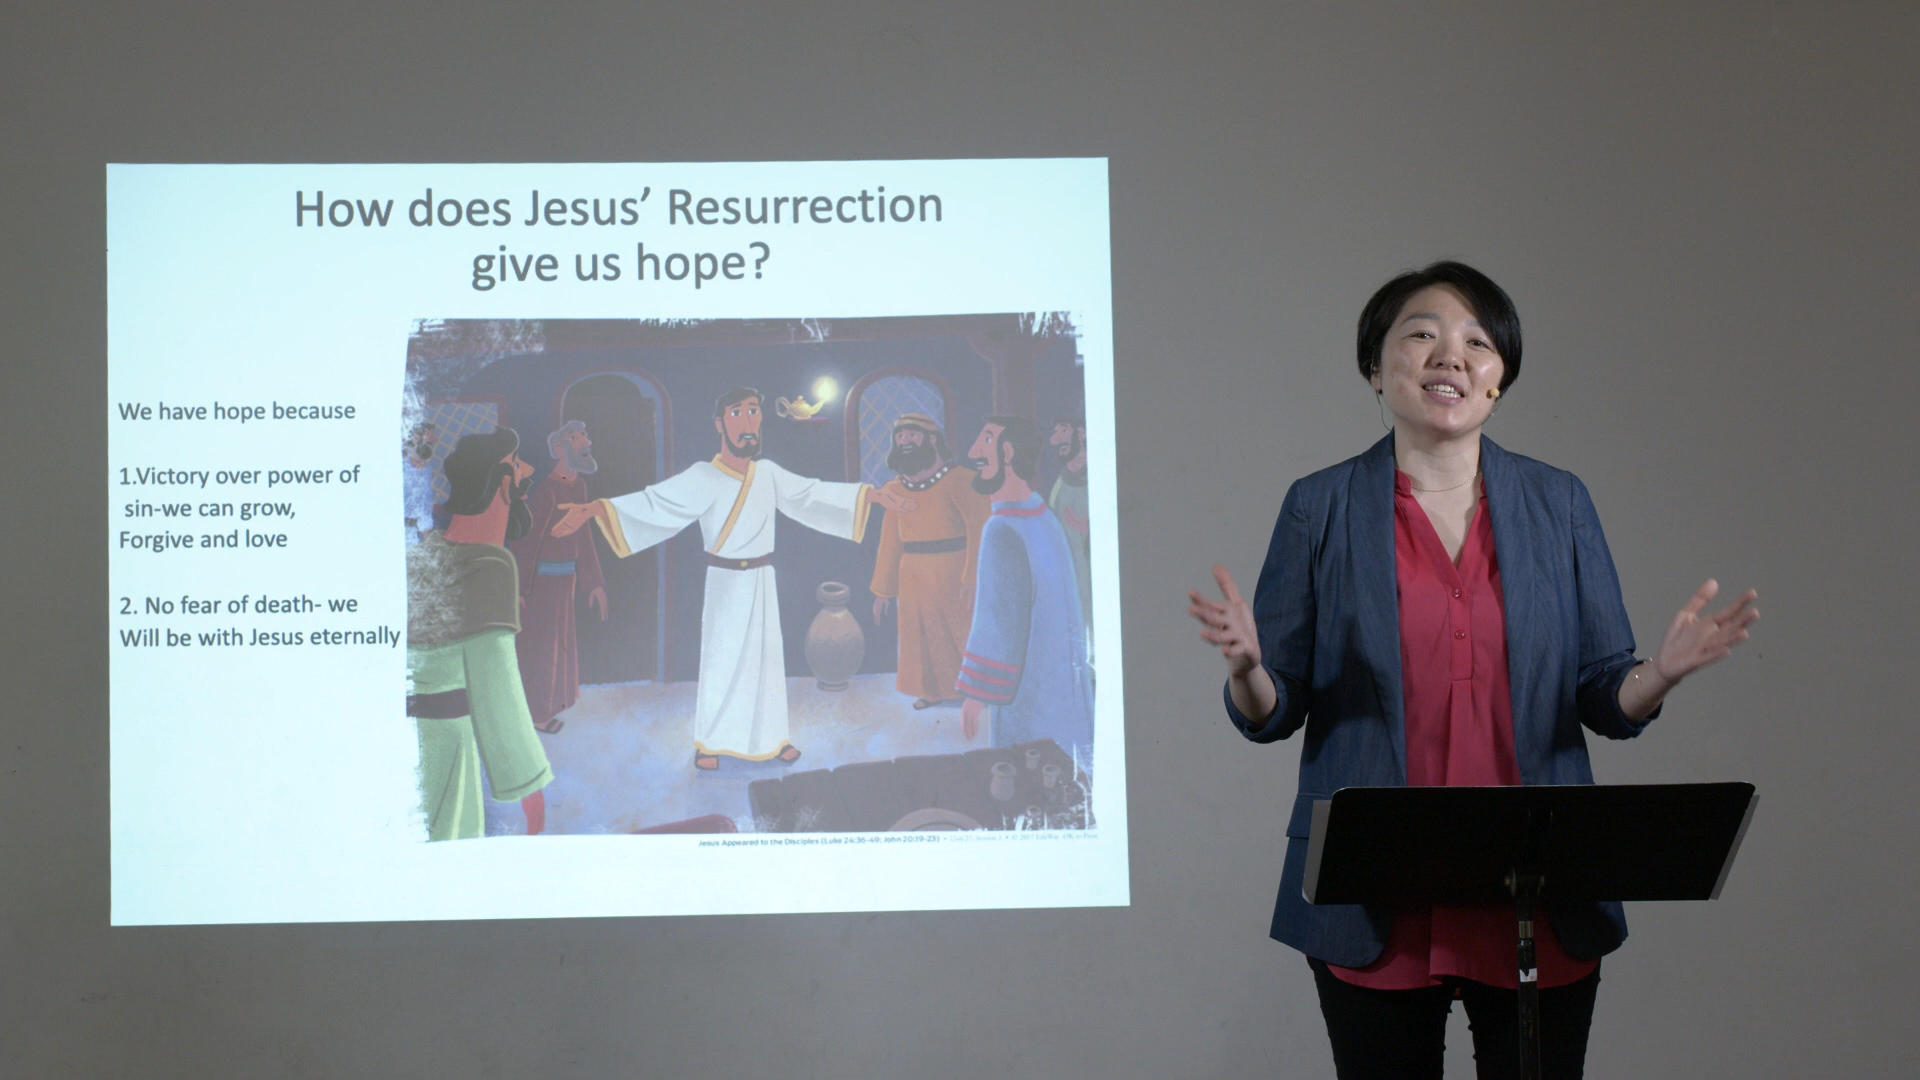 How does Jesus’ Resurrection
give us hope?
We have hope because
1.Victory over power of
sin-we can grow,
Forgive and love
2. No fear of death- we
Will be with Jesus eternally
Jesus Appeared to the Disciples (Luke 24:36-49; John 20:19-23) •